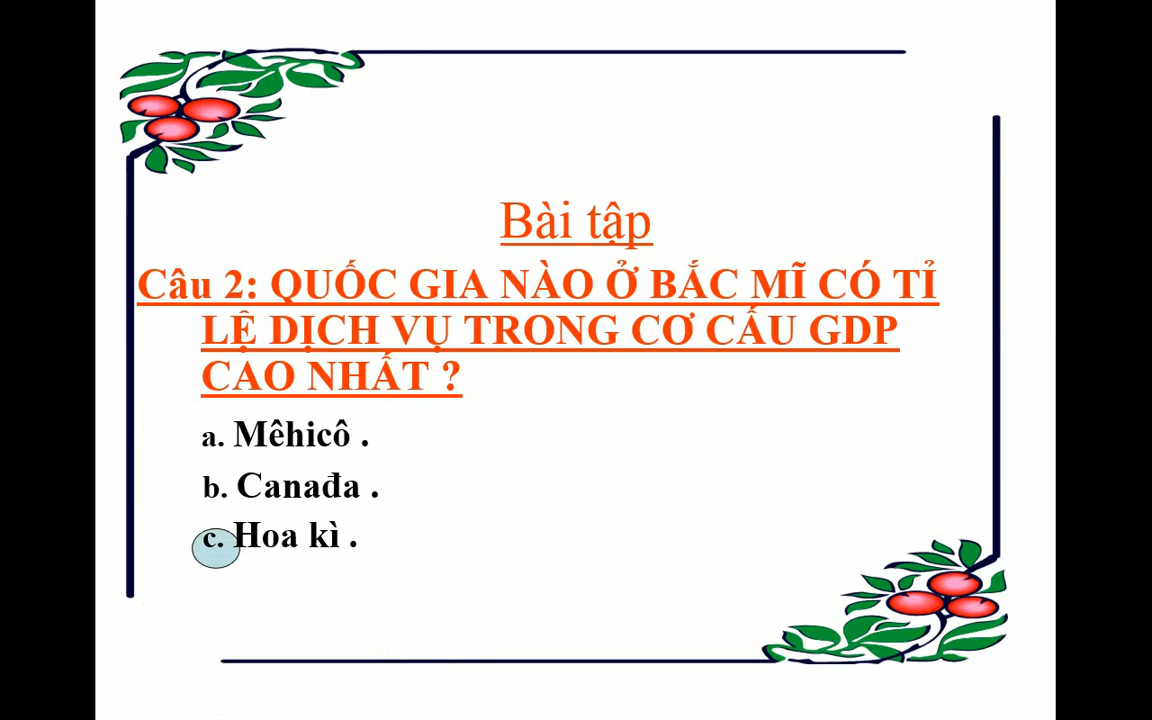 Bài tập
Câu 2: QUỐC GIA NÀO Ở BẮC MĨ CÓ TỈ
LỆ DỊCH VỤ TRONG CƠ CẤU GDP
CAO NHẤT ?
a. Mêhicô .
b. Canađa .
c. Hoa kì .